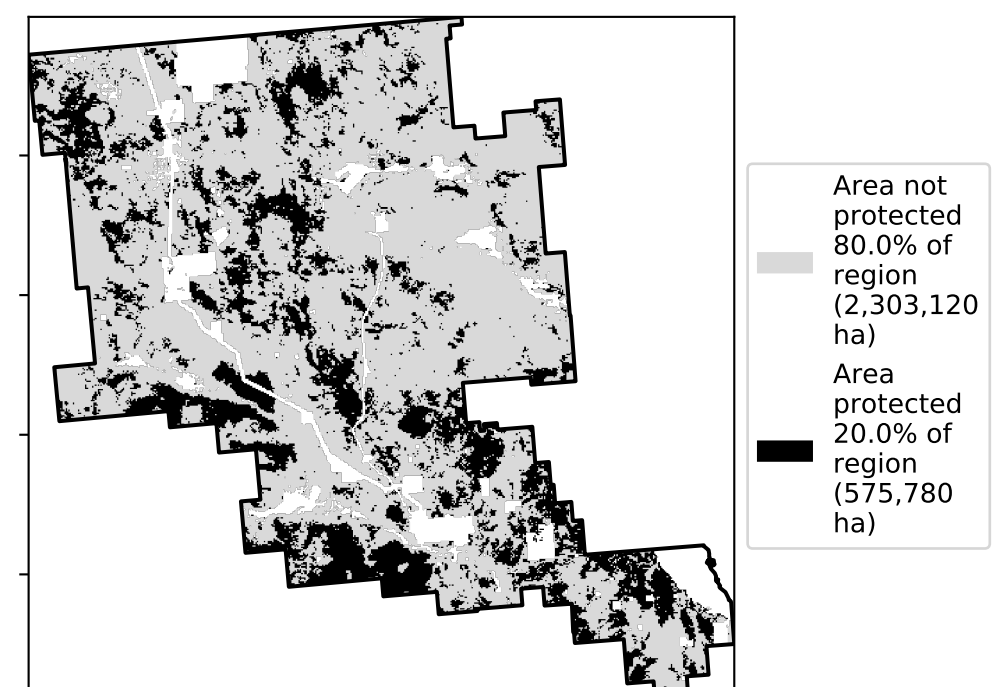 Area not
protected
80.0% of
region
(2,303,120
ha)
Area
protected
20.0% of
region
(575,780
ha)